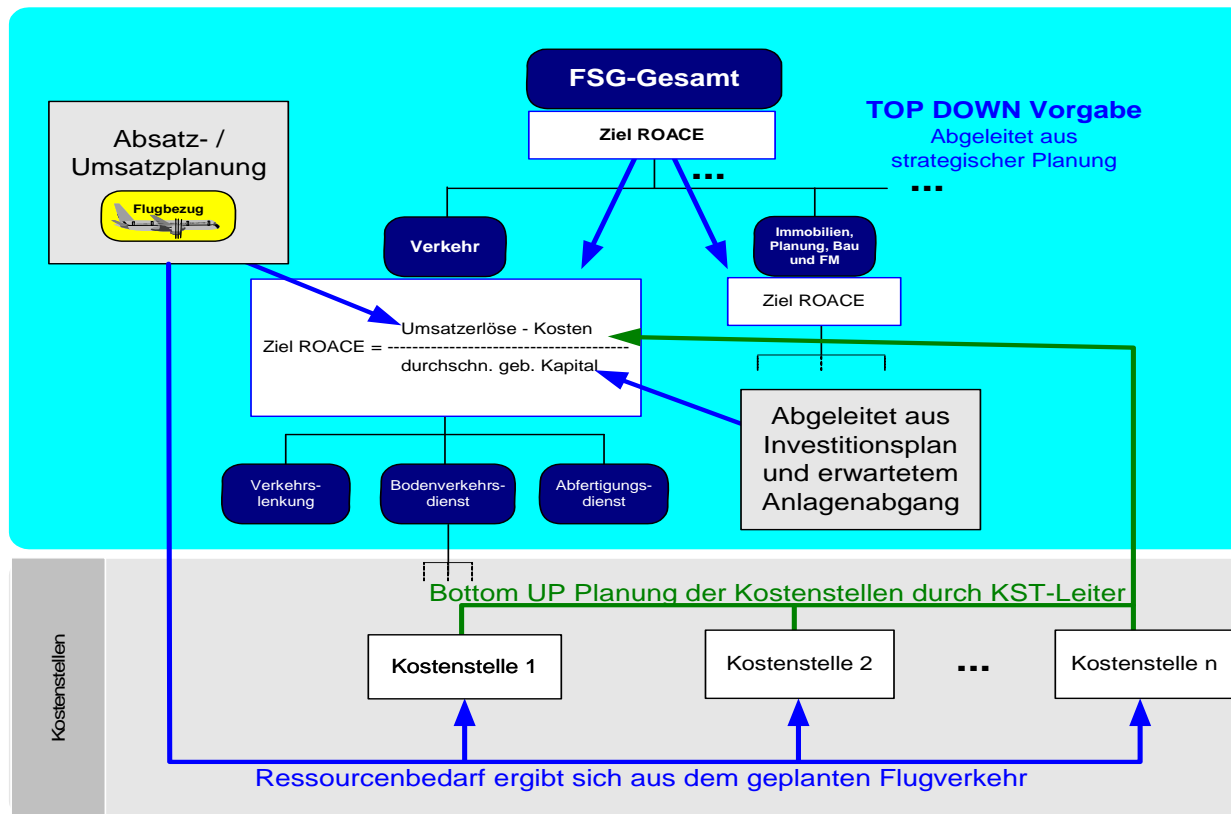 FSG-Gesamt
Ziel ROACE
TOP DOWN Vorgabe
Abgeleitet aus
strategischer Planung
...
...
Absatz- /
Umsatzplanung
Flugbezug
Verkehr
Immobilien,
Planung, Bau
und FM
Ziel ROACE
Umsatzerlöse - Kosten
Ziel ROACE = ------------------------------------------
durchschn. geb. Kapital
Abgeleitet aus
Investitionsplan
und erwartetem
Anlagenabgang
Verkehrs-
lenkung
Bodenverkehrs-
dienst
Abfertigungs-
dienst
Kostenstellen
Bottom UP Planung der Kostenstellen durch KST-Leiter
Kostenstelle 1
Kostenstelle 2
...
Kostenstelle n
Ressourcenbedarf ergibt sich aus dem geplanten Flugverkehr